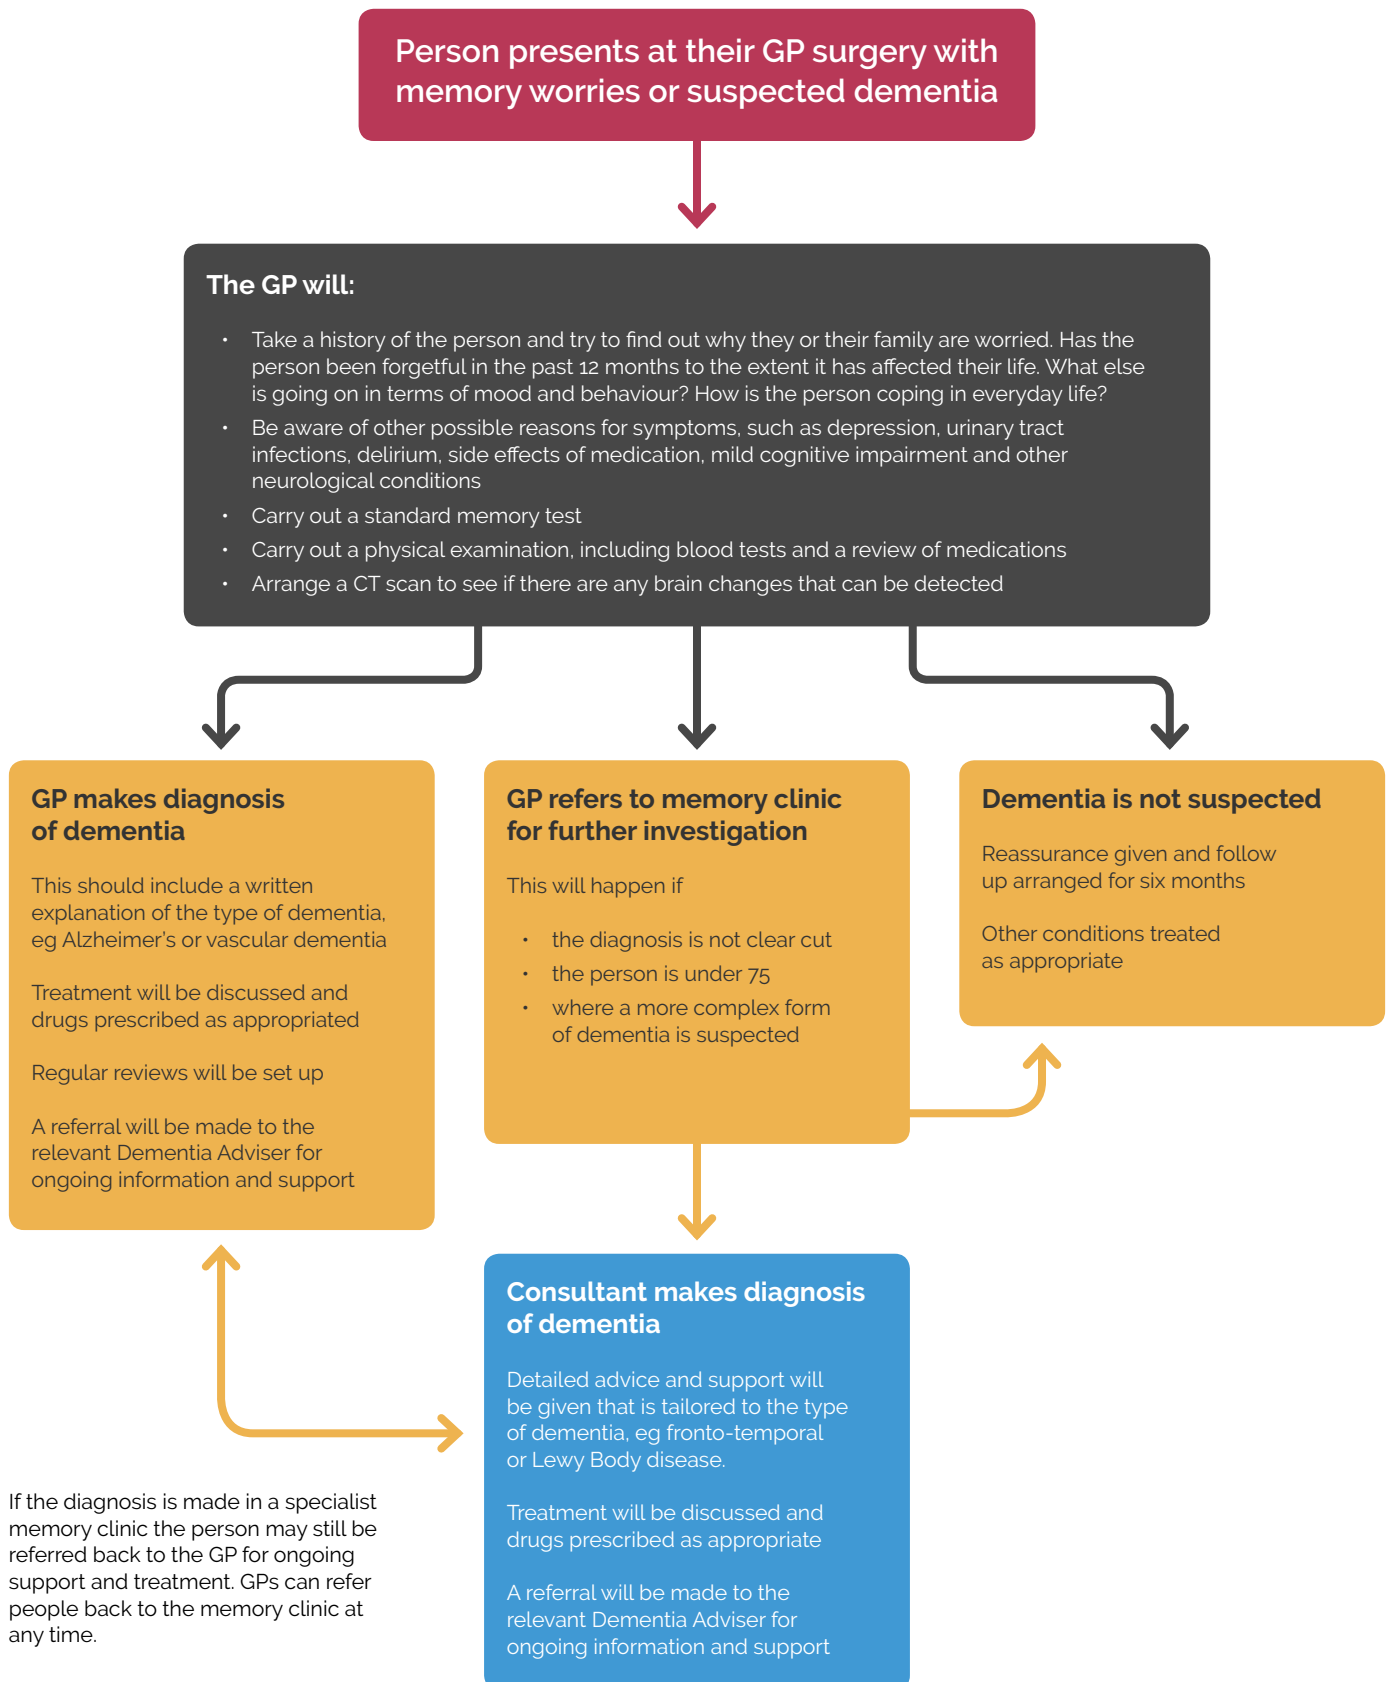 Person presents at their GP surgery with
memory worries or suspected dementia
The GP will:
• Take a history of the person and try to find out why they or their family are worried. Has the
person been forgetful in the past 12 months to the extent it has affected their life. What else
is going on in terms of mood and behaviour? How is the person coping in everyday life?
• Be aware of other possible reasons for symptoms, such as depression, urinary tract
infections, delirium, side effects of medication, mild cognitive impairment and other
neurological conditions
• Carry out a standard memory test
• Carry out a physical examination, including blood tests and a review of medications
• Arrange a CT scan to see if there are any brain changes that can be detected
GP makes diagnosis
of dementia
This should include a written
explanation of the type of dementia,
eg Alzheimer's or vascular dementia
Treatment will be discussed and
drugs prescribed as appropriated
Regular reviews will be set up
A referral will be made to the
relevant Dementia Adviser for
ongoing information and support
GP refers to memory clinic
for further investigation
This will happen if
• the diagnosis is not clear cut
• the person is under 75
• where a more complex form
of dementia is suspected
Dementia is not suspected
Reassurance given and follow
up arranged for six months
Other conditions treated
as appropriate
Consultant makes diagnosis
of dementia
Detailed advice and support will
be given that is tailored to the type
of dementia, eg fronto-temporal
or Lewy Body disease.
Treatment will be discussed and
drugs prescribed as appropriate
A referral will be made to the
relevant Dementia Adviser for
ongoing information and support
If the diagnosis is made in a specialist
memory clinic the person may still be
referred back to the GP for ongoing
support and treatment. GPs can refer
people back to the memory clinic at
any time.